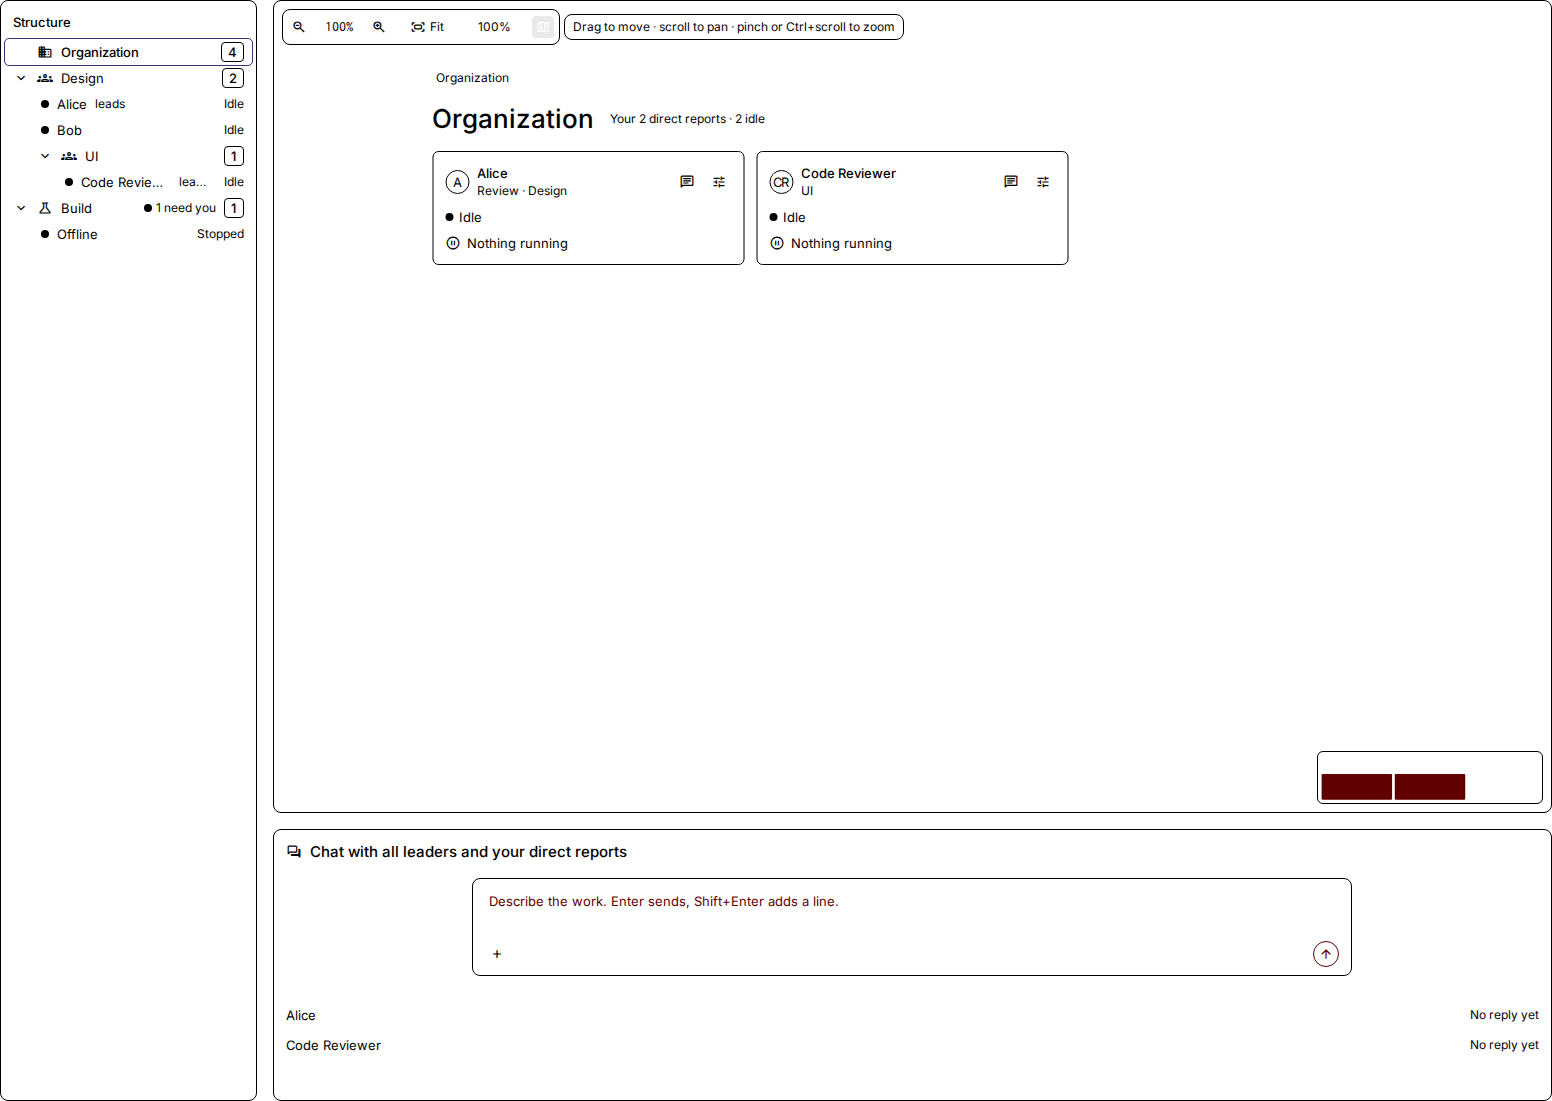 Structure
Organization 4
Design 2
Alice leads Idle
Bob Idle
UI 1
Code Revie... lea... Idle
Build 1 need you 1
Offline Stopped
100% Fit 100% Drag to move · scroll to pan · pinch or Ctrl+scroll to zoom
Organization
Organization Your 2 direct reports · 2 idle
A Alice
Review · Design
Idle
Nothing running
CR Code Reviewer
UI
Idle
Nothing running
Chat with all leaders and your direct reports
Describe the work. Enter sends, Shift+Enter adds a line.
Alice No reply yet
Code Reviewer No reply yet